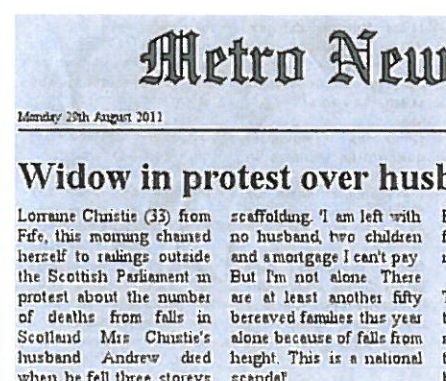 Metro New
Monday 29th August 2011
Widow in protest over husb
Lorraine Christie (33) from
Fife, this morning chained
herself to railings outside
the Scottish Parliament in
protest about the number
of deaths from falls in
Scotland Mrs Christie's
husband Andrew died
when he fell three storeys
scaffolding. 'I am left with
no husband, two children
and a mortgage I can't pay
But I'm not alone. There
are at least another fifty
bereaved families this year
alone because of falls from
height. This is a national
scandal'